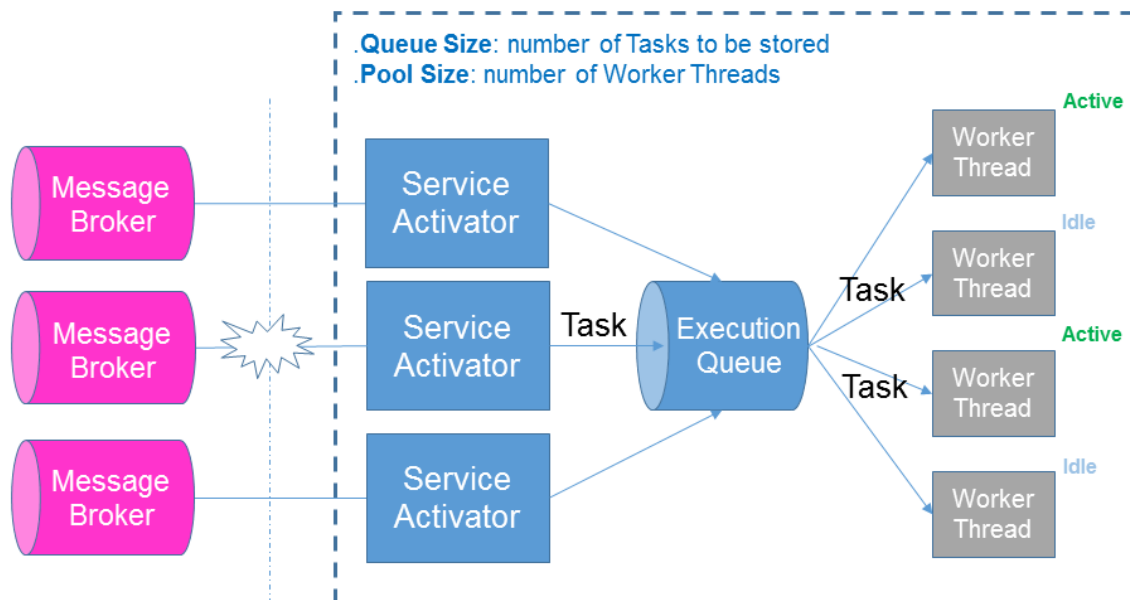 .Queue Size: number of Tasks to be stored
.Pool Size: number of Worker Threads
Message
Broker
Service
Activator
Active
Worker
Thread
Idle
Worker
Thread
Task
Message
Broker
Service
Activator
Task
Execution
Queue
Active
Worker
Thread
Task
Message
Broker
Service
Activator
Idle
Worker
Thread